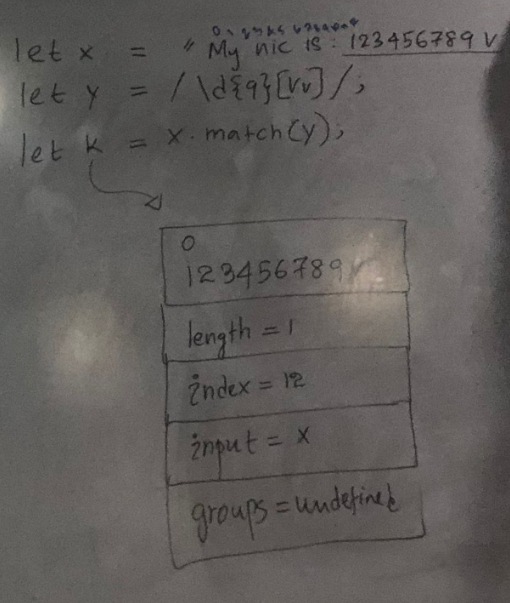 let x = " My nic is : 123456789 V
let y = / \d{9}[Vv] / ;
let k = x.match(y);
0
123456789V
length = 1
index = 12
input = x
groups = undefined